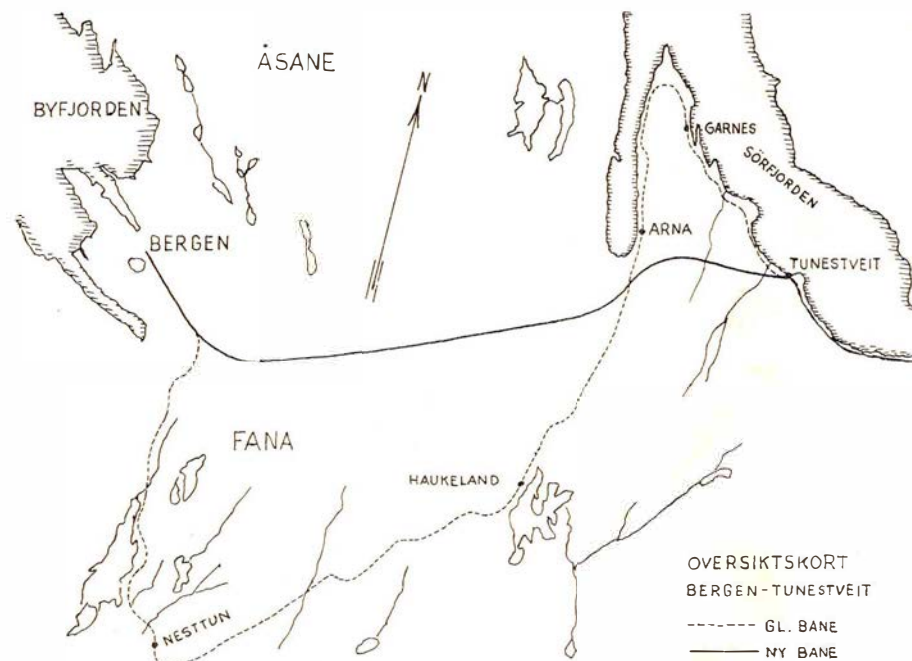 ÅSANE
BYFJORDEN
N
GARNES
SÖRFJORDEN
BERGEN
ARNA
TUNESTVEIT
FANA
HAUKELAND
NESTTUN
OVERSIKTSKORT
BERGEN-TUNESTVEIT
GL. BANE
NY BANE